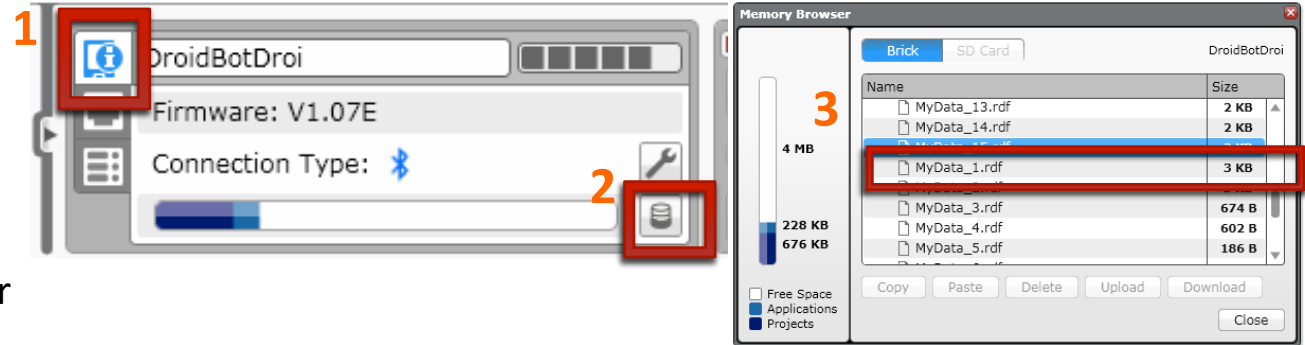 1
DroidBotDroi
Firmware: V1.07E
Connection Type:
2
r
Memory Browser
Brick SD Card DroidBotDroi
3
Name Size
MyData_13.rdf 2 KB
MyData_14.rdf 2 KB
MyData_1.rdf 3 KB
MyData_3.rdf 674 B
MyData_4.rdf 602 B
MyData_5.rdf 186 B
4 MB
228 KB
676 KB
Free Space
Applications
Projects
Copy Paste Delete Upload Download
Close